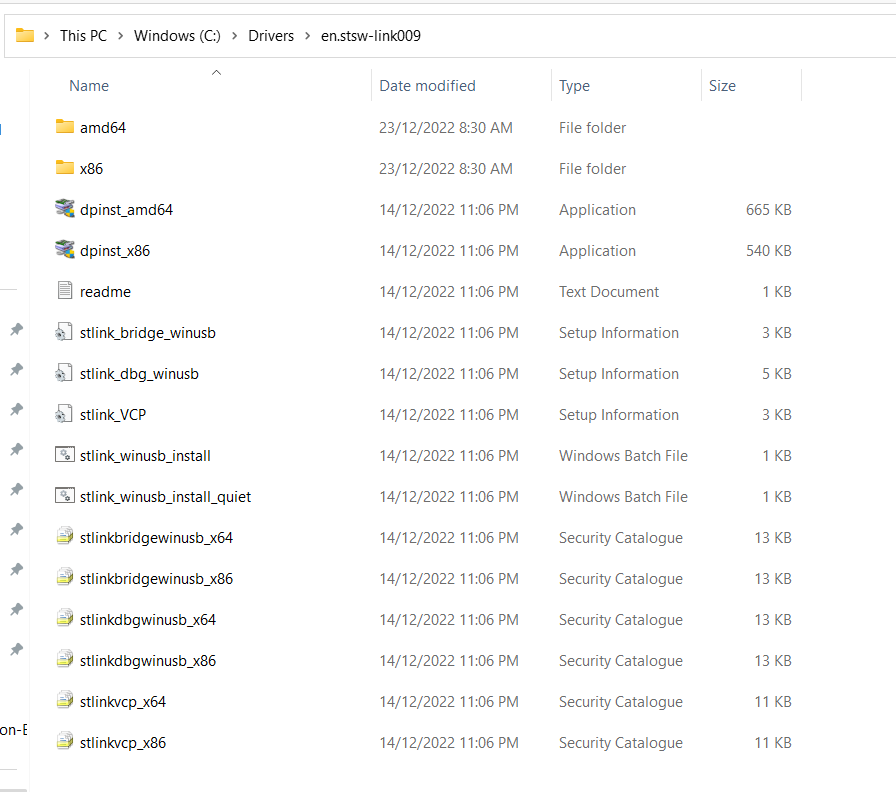 This PC > Windows (C:) > Drivers > en.stsw-link009
Name Date modified Type Size
amd64 23/12/2022 8:30 AM File folder
x86 23/12/2022 8:30 AM File folder
dpinst_amd64 14/12/2022 11:06 PM Application 665 KB
dpinst_x86 14/12/2022 11:06 PM Application 540 KB
readme 14/12/2022 11:06 PM Text Document 1 KB
stlink_bridge_winusb 14/12/2022 11:06 PM Setup Information 3 KB
stlink_dbg_winusb 14/12/2022 11:06 PM Setup Information 5 KB
stlink_VCP 14/12/2022 11:06 PM Setup Information 3 KB
stlink_winusb_install 14/12/2022 11:06 PM Windows Batch File 1 KB
stlink_winusb_install_quiet 14/12/2022 11:06 PM Windows Batch File 1 KB
stlinkbridgewinusb_x64 14/12/2022 11:06 PM Security Catalogue 13 KB
stlinkbridgewinusb_x86 14/12/2022 11:06 PM Security Catalogue 13 KB
stlinkdbgwinusb_x64 14/12/2022 11:06 PM Security Catalogue 13 KB
stlinkdbgwinusb_x86 14/12/2022 11:06 PM Security Catalogue 13 KB
stlinkvcp_x64 14/12/2022 11:06 PM Security Catalogue 11 KB
stlinkvcp_x86 14/12/2022 11:06 PM Security Catalogue 11 KB